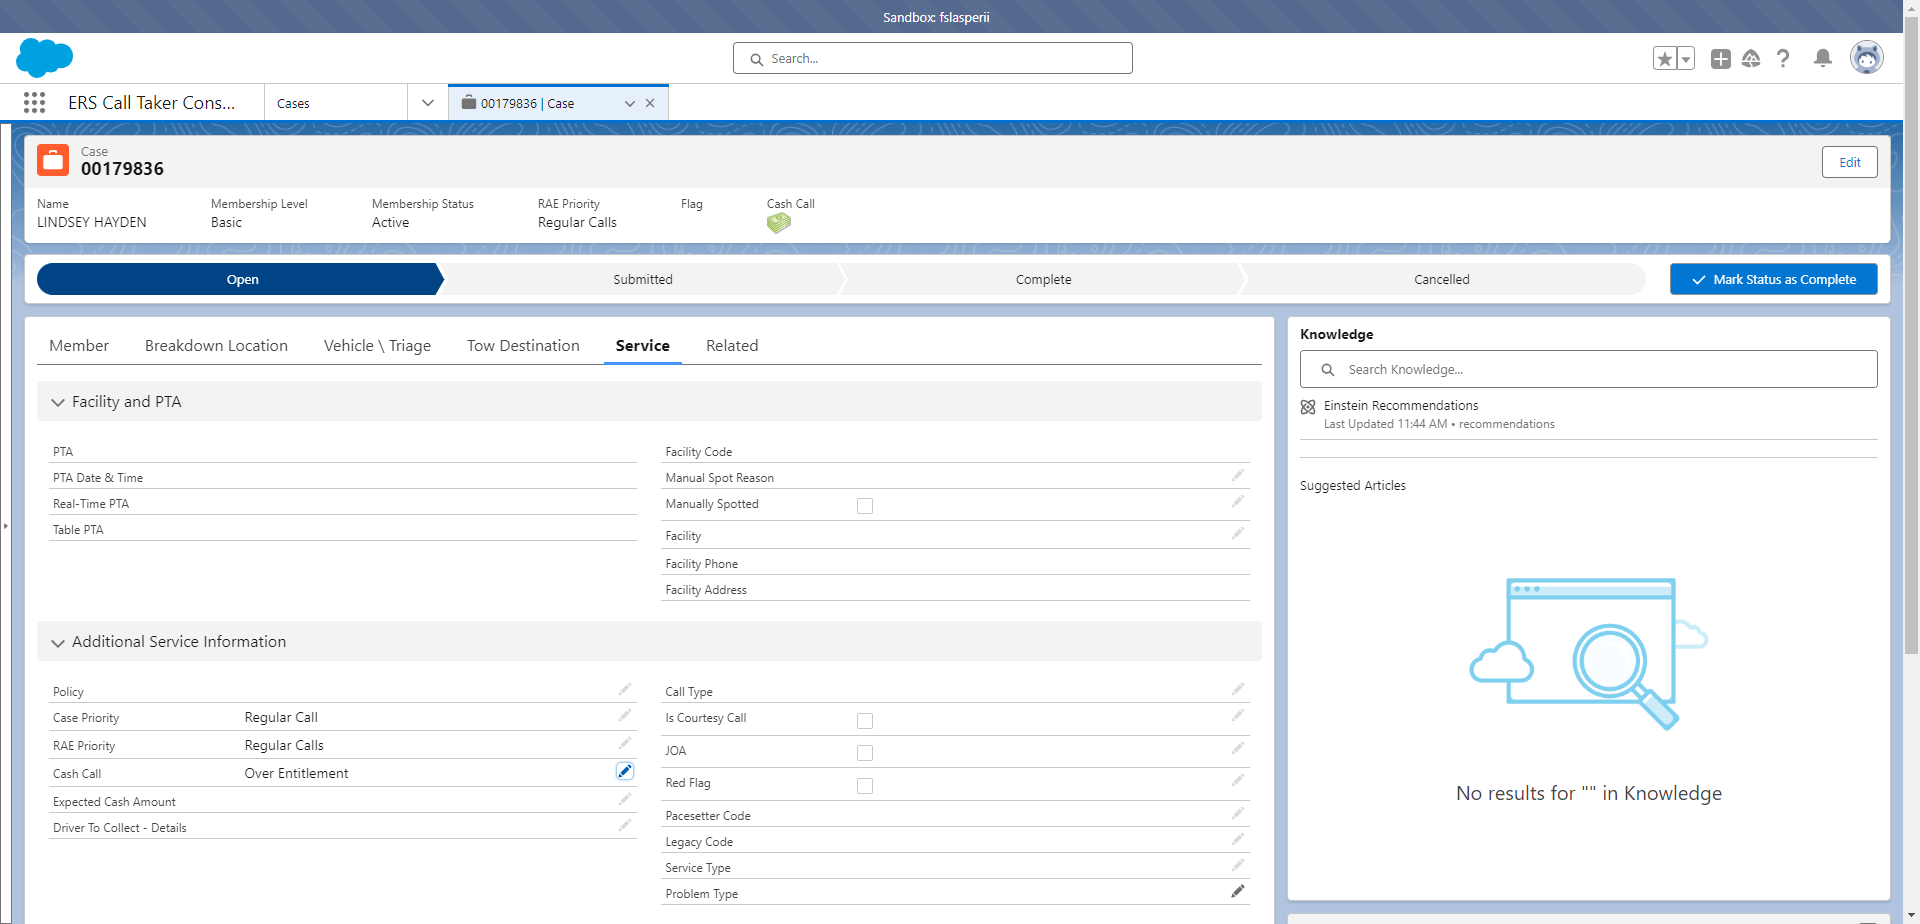 Sandbox: fslasperii
Search...
ERS Call Taker Cons...
Cases
00179836 | Case
Case
00179836
Edit
Name
LINDSEY HAYDEN
Membership Level
Basic
Membership Status
Active
RAE Priority
Regular Calls
Flag
Cash Call
Open
Submitted
Complete
Cancelled
Mark Status as Complete
Member
Breakdown Location
Vehicle \ Triage
Tow Destination
Service
Related
Facility and PTA
PTA
PTA Date & Time
Real-Time PTA
Table PTA
Facility Code
Manual Spot Reason
Manually Spotted
Facility
Facility Phone
Facility Address
Additional Service Information
Policy
Case Priority Regular Call
RAE Priority Regular Calls
Cash Call Over Entitlement
Expected Cash Amount
Driver To Collect - Details
Call Type
Is Courtesy Call
JOA
Red Flag
Pacesetter Code
Legacy Code
Service Type
Problem Type
Knowledge
Search Knowledge...
Einstein Recommendations
Last Updated 11:44 AM • recommendations
Suggested Articles
No results for "" in Knowledge